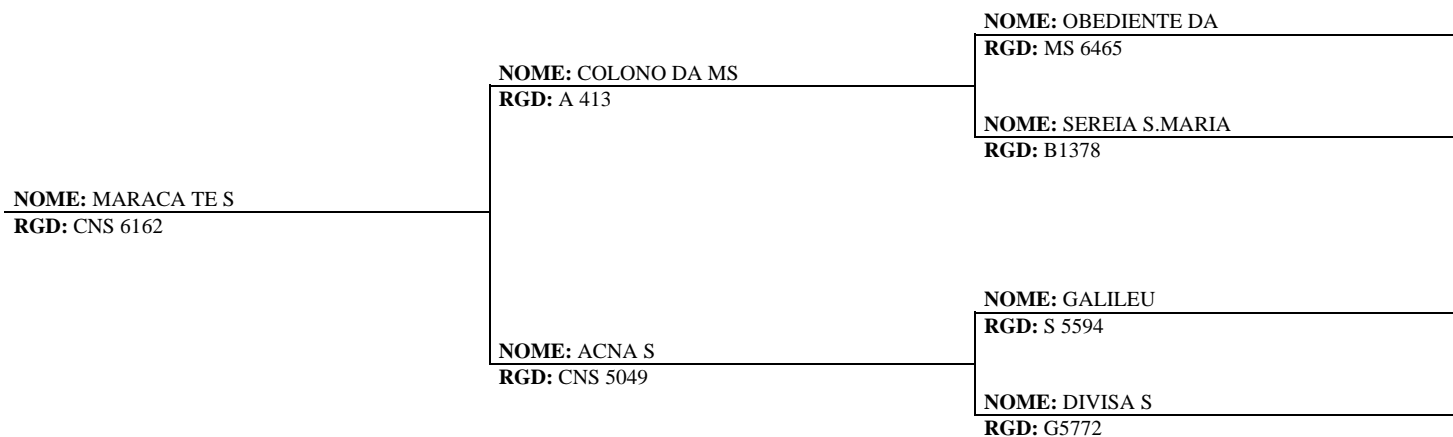 NOME: OBEDIENTE DA
RGD: MS 6465
NOME: COLONO DA MS
RGD: A 413
NOME: SEREIA S.MARIA
RGD: B1378
NOME: MARACA TE S
RGD: CNS 6162
NOME: GALILEU
RGD: S 5594
NOME: ACNA S
RGD: CNS 5049
NOME: DIVISA S
RGD: G5772